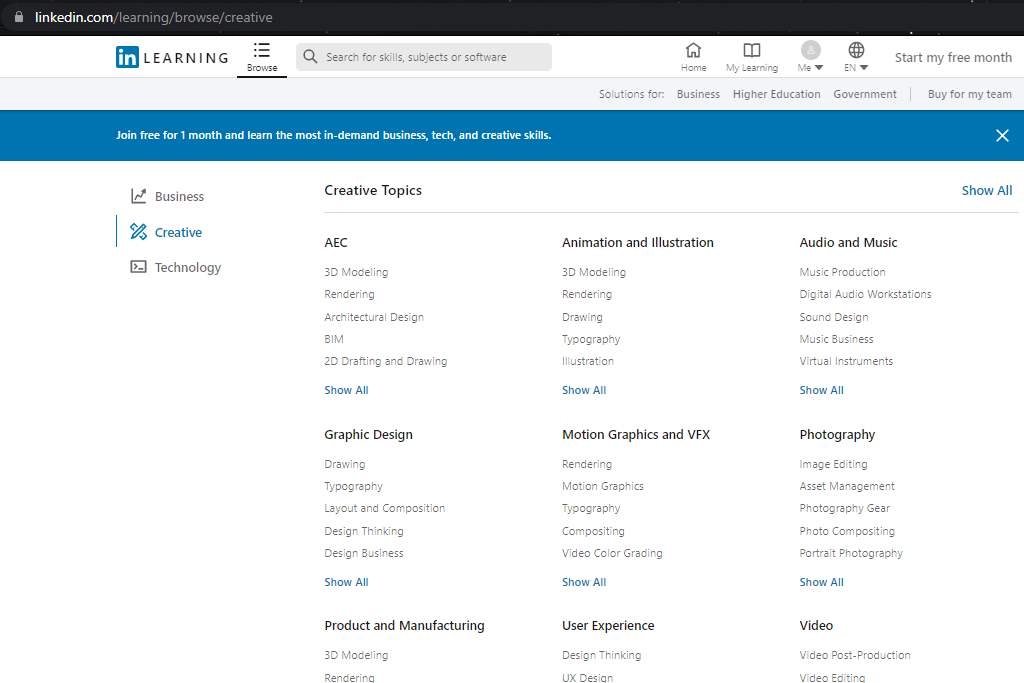 linkedin.com/learning/browse/creative
in LEARNING
Browse
Search for skills, subjects or software
Home
My Learning
Me
EN
Start my free month
Solutions for: Business Higher Education Government Buy for my team
Join free for 1 month and learn the most in-demand business, tech, and creative skills.
Business
Creative
Technology
Creative Topics
Show All
AEC
3D Modeling
Rendering
Architectural Design
BIM
2D Drafting and Drawing
Show All
Animation and Illustration
3D Modeling
Rendering
Drawing
Typography
Illustration
Show All
Audio and Music
Music Production
Digital Audio Workstations
Sound Design
Music Business
Virtual Instruments
Show All
Graphic Design
Drawing
Typography
Layout and Composition
Design Thinking
Design Business
Show All
Motion Graphics and VFX
Rendering
Motion Graphics
Typography
Compositing
Video Color Grading
Show All
Photography
Image Editing
Asset Management
Photography Gear
Photo Compositing
Portrait Photography
Show All
Product and Manufacturing
3D Modeling
Rendering
User Experience
Design Thinking
UX Design
Video
Video Post-Production
Video Editing